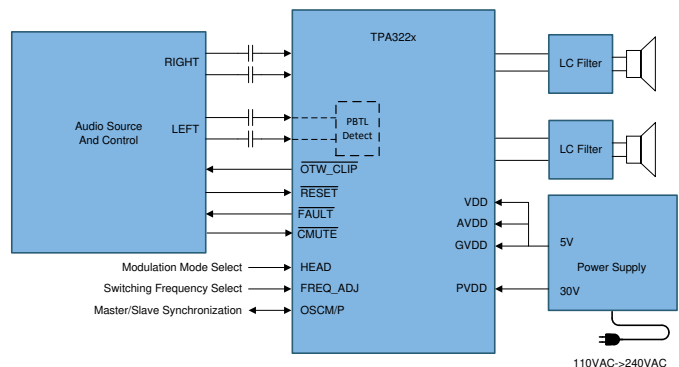 TPA322x
RIGHT
LEFT
Audio Source
And Control
PBTL
Detect
OTW_CLIP
RESET
FAULT
CMUTE
Modulation Mode Select
HEAD
Switching Frequency Select
FREQ_ADJ
Master/Slave Synchronization
OSCM/P
LC Filter
LC Filter
VDD
AVDD
GVDD
PVDD
5V
Power Supply
30V
110VAC->240VAC